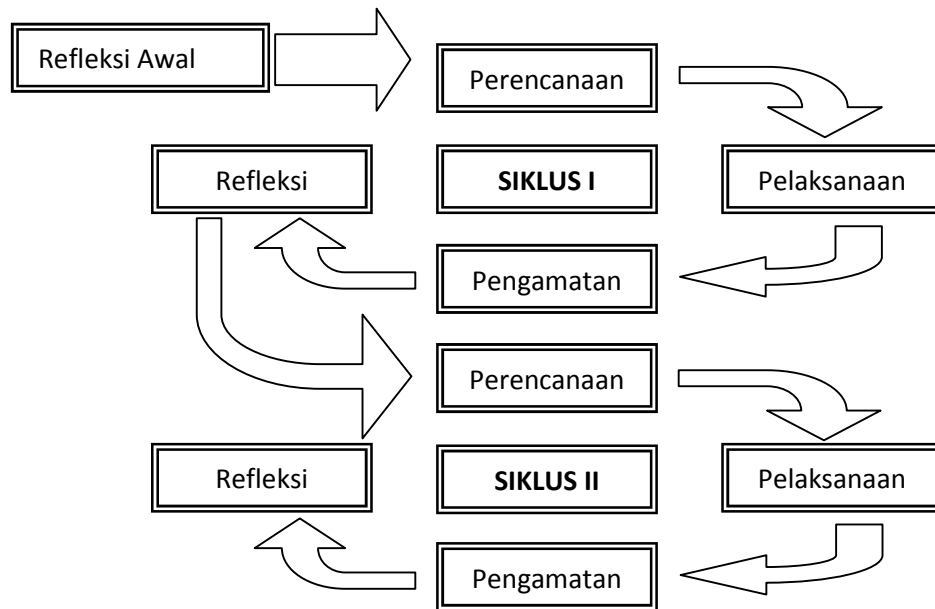 Refleksi Awal
Perencanaan
Refleksi
SIKLUS I
Pelaksanaan
Pengamatan
Perencanaan
Refleksi
SIKLUS II
Pelaksanaan
Pengamatan